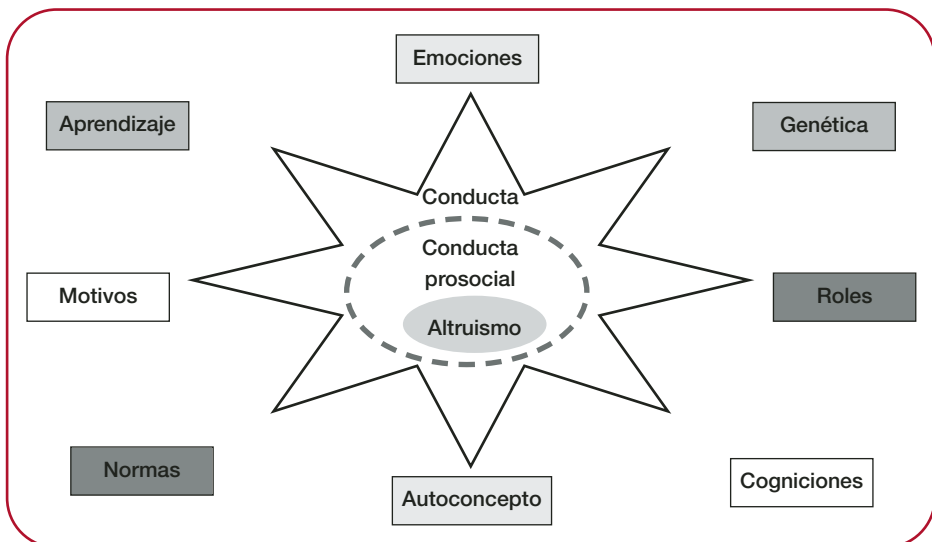 Emociones
Aprendizaje
Genética
Conducta
Conducta
prosocial
Motivos
Roles
Altruismo
Normas
Autoconcepto
Cogniciones